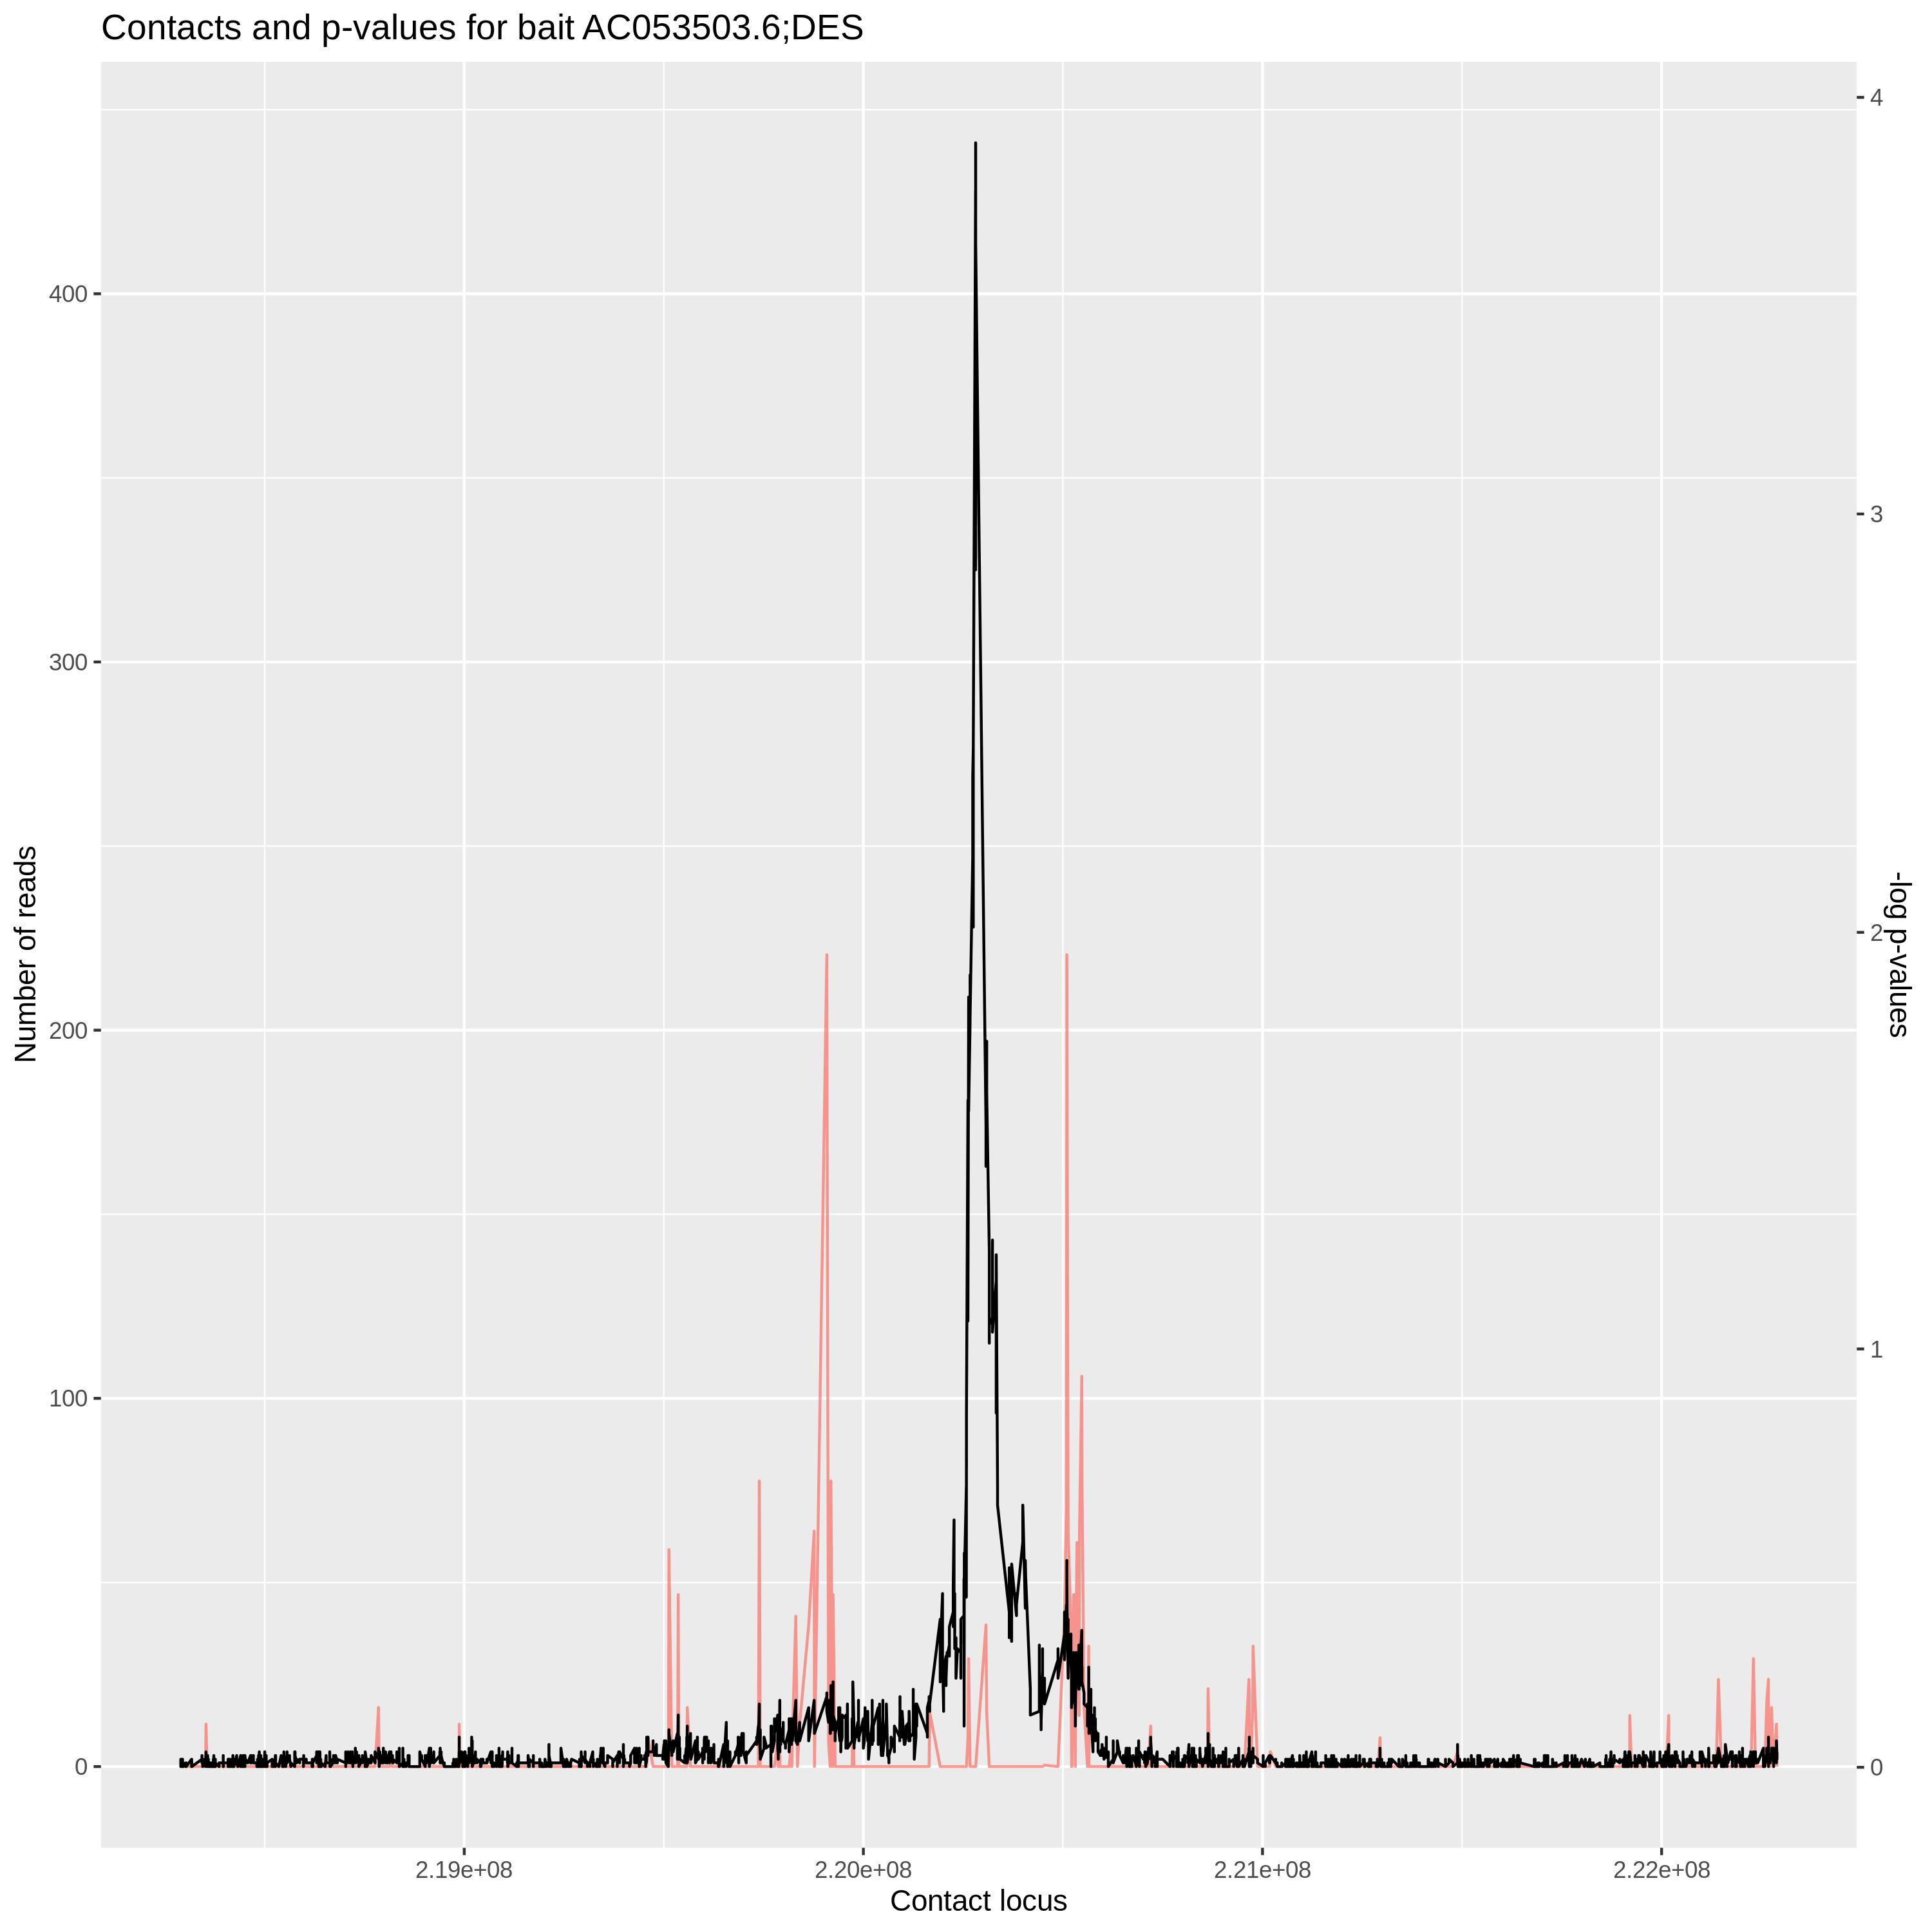 Contacts and p-values for bait AC053503.6;DES
Number of reads
400
300
200
100
0
4
3
2
1
0
-log p-values
2.19e+08
2.20e+08
2.21e+08
2.22e+08
Contact locus